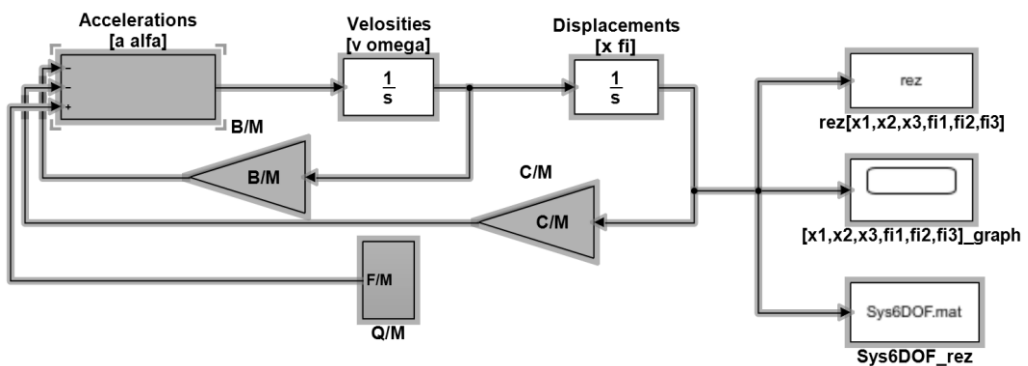 Accelerations
[a alfa]
Velosities
[v omega]
Displacements
[x fi]
−
−
+
1
s
1
s
rez
rez[x1,x2,x3,fi1,fi2,fi3]
B/M
B/M
C/M
C/M
[x1,x2,x3,fi1,fi2,fi3]_graph
F/M
Q/M
Sys6DOF.mat
Sys6DOF_rez